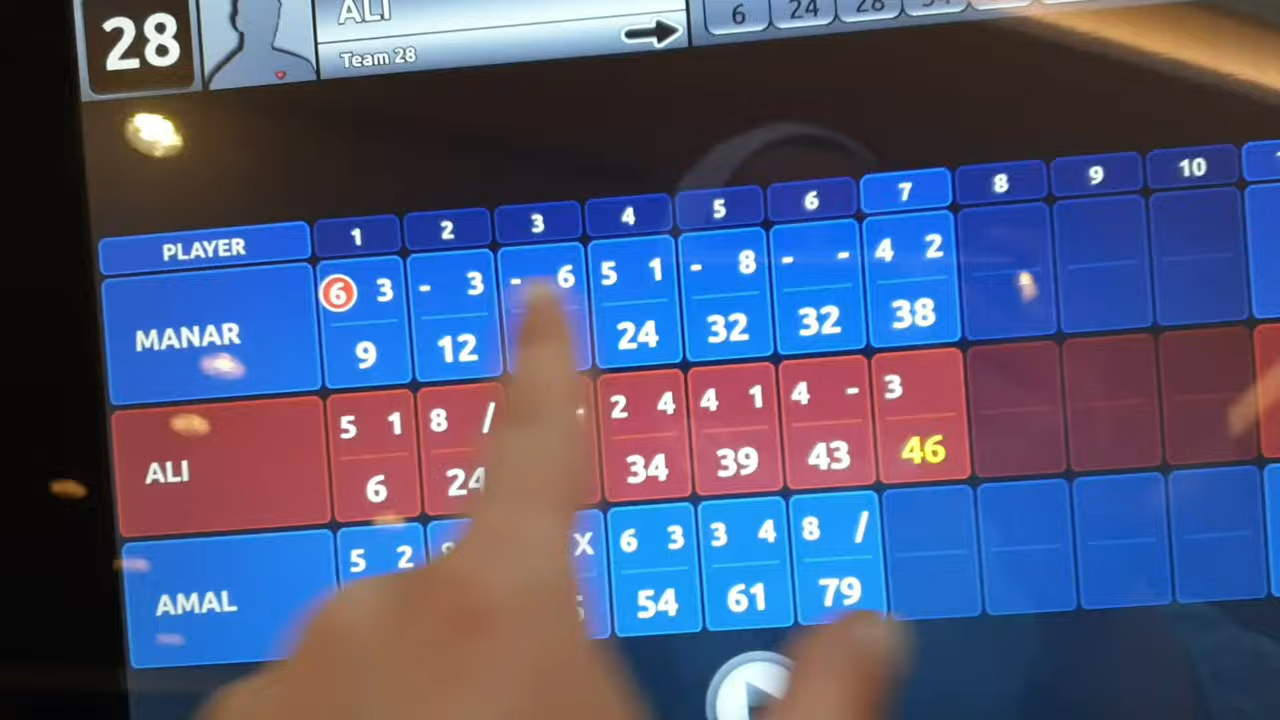 28
ALI
Team 28
6 24 28
PLAYER 1 2 3 4 5 6 7 8 9 10
6 3 - 3 - 6 5 1 - 8 - - 4 2
MANAR
9 12 24 32 32 38
5 1 8 / 2 4 4 1 4 - 3
ALI
6 24 34 39 43 46
5 2 X 6 3 3 4 8 /
AMAL
54 61 79